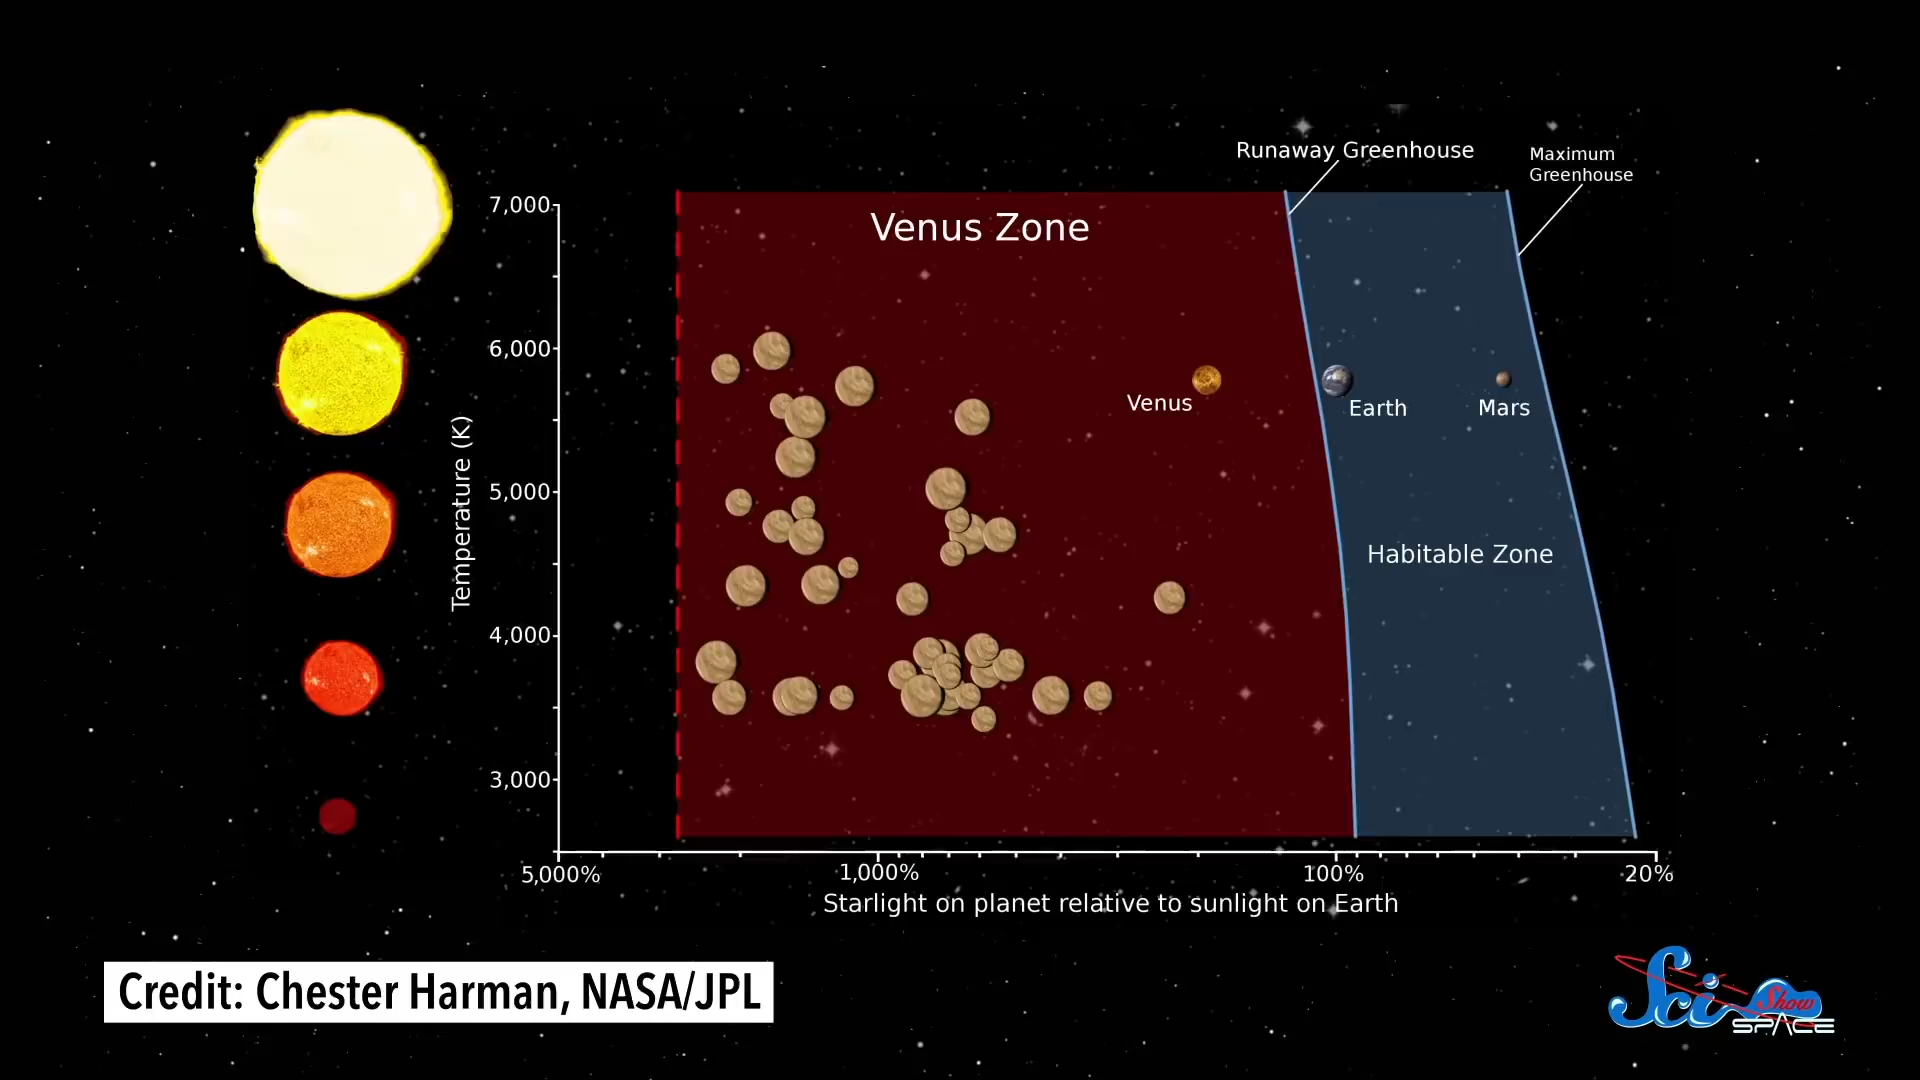 Runaway Greenhouse
Maximum
Greenhouse
7,000
Venus Zone
6,000
Venus
Earth
Mars
5,000
Temperature (K)
Habitable Zone
4,000
3,000
5,000%
1,000%
100%
20%
Starlight on planet relative to sunlight on Earth
Credit: Chester Harman, NASA/JPL
Sci
Show
SPACE